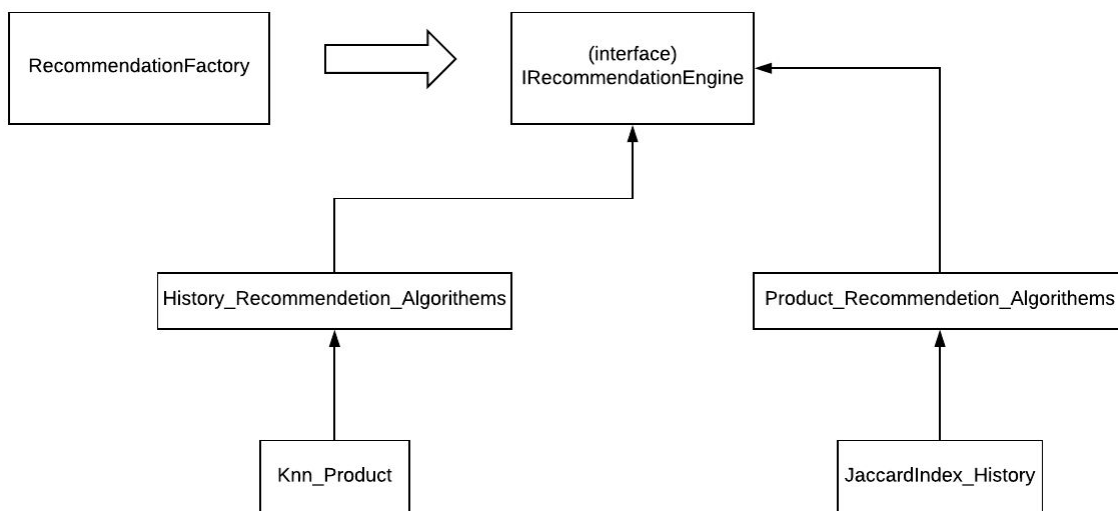 RecommendationFactory
(interface)
IRecommendationEngine
History_Recommendetion_Algorithems
Product_Recommendetion_Algorithems
Knn_Product
JaccardIndex_History